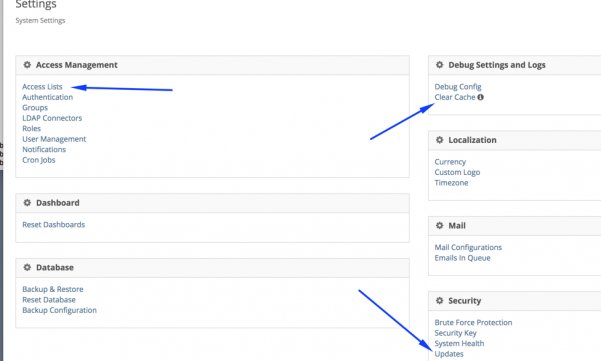 Settings
System Settings
Access Management
Access Lists
Authentication
Groups
LDAP Connectors
Roles
User Management
Notifications
Cron Jobs
Dashboard
Reset Dashboards
Database
Backup & Restore
Reset Database
Backup Configuration
Debug Settings and Logs
Debug Config
Clear Cache
Localization
Currency
Custom Logo
Timezone
Mail
Mail Configurations
Emails In Queue
Security
Brute Force Protection
Security Key
System Health
Updates